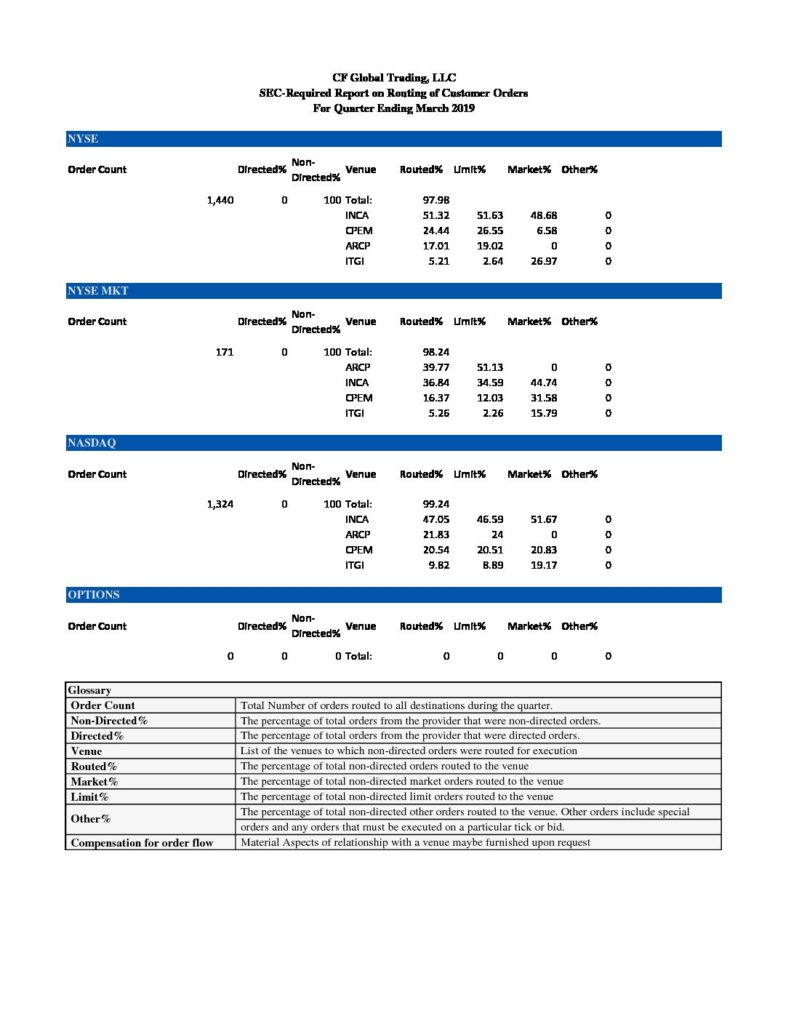 CF Global Trading, LLC
SEC-Required Report on Routing of Customer Orders
For Quarter Ending March 2019
NYSE
Order Count Directed% Non-Directed% Venue Routed% Limit% Market% Other%
1,440 0 100 Total: 97.98
INCA 51.32 51.63 48.68 0
CPEM 24.44 26.55 6.58 0
ARCP 17.01 19.02 0 0
ITGI 5.21 2.64 26.97 0
NYSE MKT
Order Count Directed% Non-Directed% Venue Routed% Limit% Market% Other%
171 0 100 Total: 98.24
ARCP 39.77 51.13 0 0
INCA 36.84 34.59 44.74 0
CPEM 16.37 12.03 31.58 0
ITGI 5.26 2.26 15.79 0
NASDAQ
Order Count Directed% Non-Directed% Venue Routed% Limit% Market% Other%
1,324 0 100 Total: 99.24
INCA 47.05 46.59 51.67 0
ARCP 21.83 24 0 0
CPEM 20.54 20.51 20.83 0
ITGI 9.82 8.89 19.17 0
OPTIONS
Order Count Directed% Non-Directed% Venue Routed% Limit% Market% Other%
0 0 0 Total: 0 0 0 0
Glossary
Order Count Total Number of orders routed to all destinations during the quarter.
Non-Directed% The percentage of total orders from the provider that were non-directed orders.
Directed% The percentage of total orders from the provider that were directed orders.
Venue List of the venues to which non-directed orders were routed for execution
Routed% The percentage of total non-directed orders routed to the venue
Market% The percentage of total non-directed market orders routed to the venue
Limit% The percentage of total non-directed limit orders routed to the venue
Other% The percentage of total non-directed other orders routed to the venue. Other orders include special
orders and any orders that must be executed on a particular tick or bid.
Compensation for order flow Material Aspects of relationship with a venue maybe furnished upon request